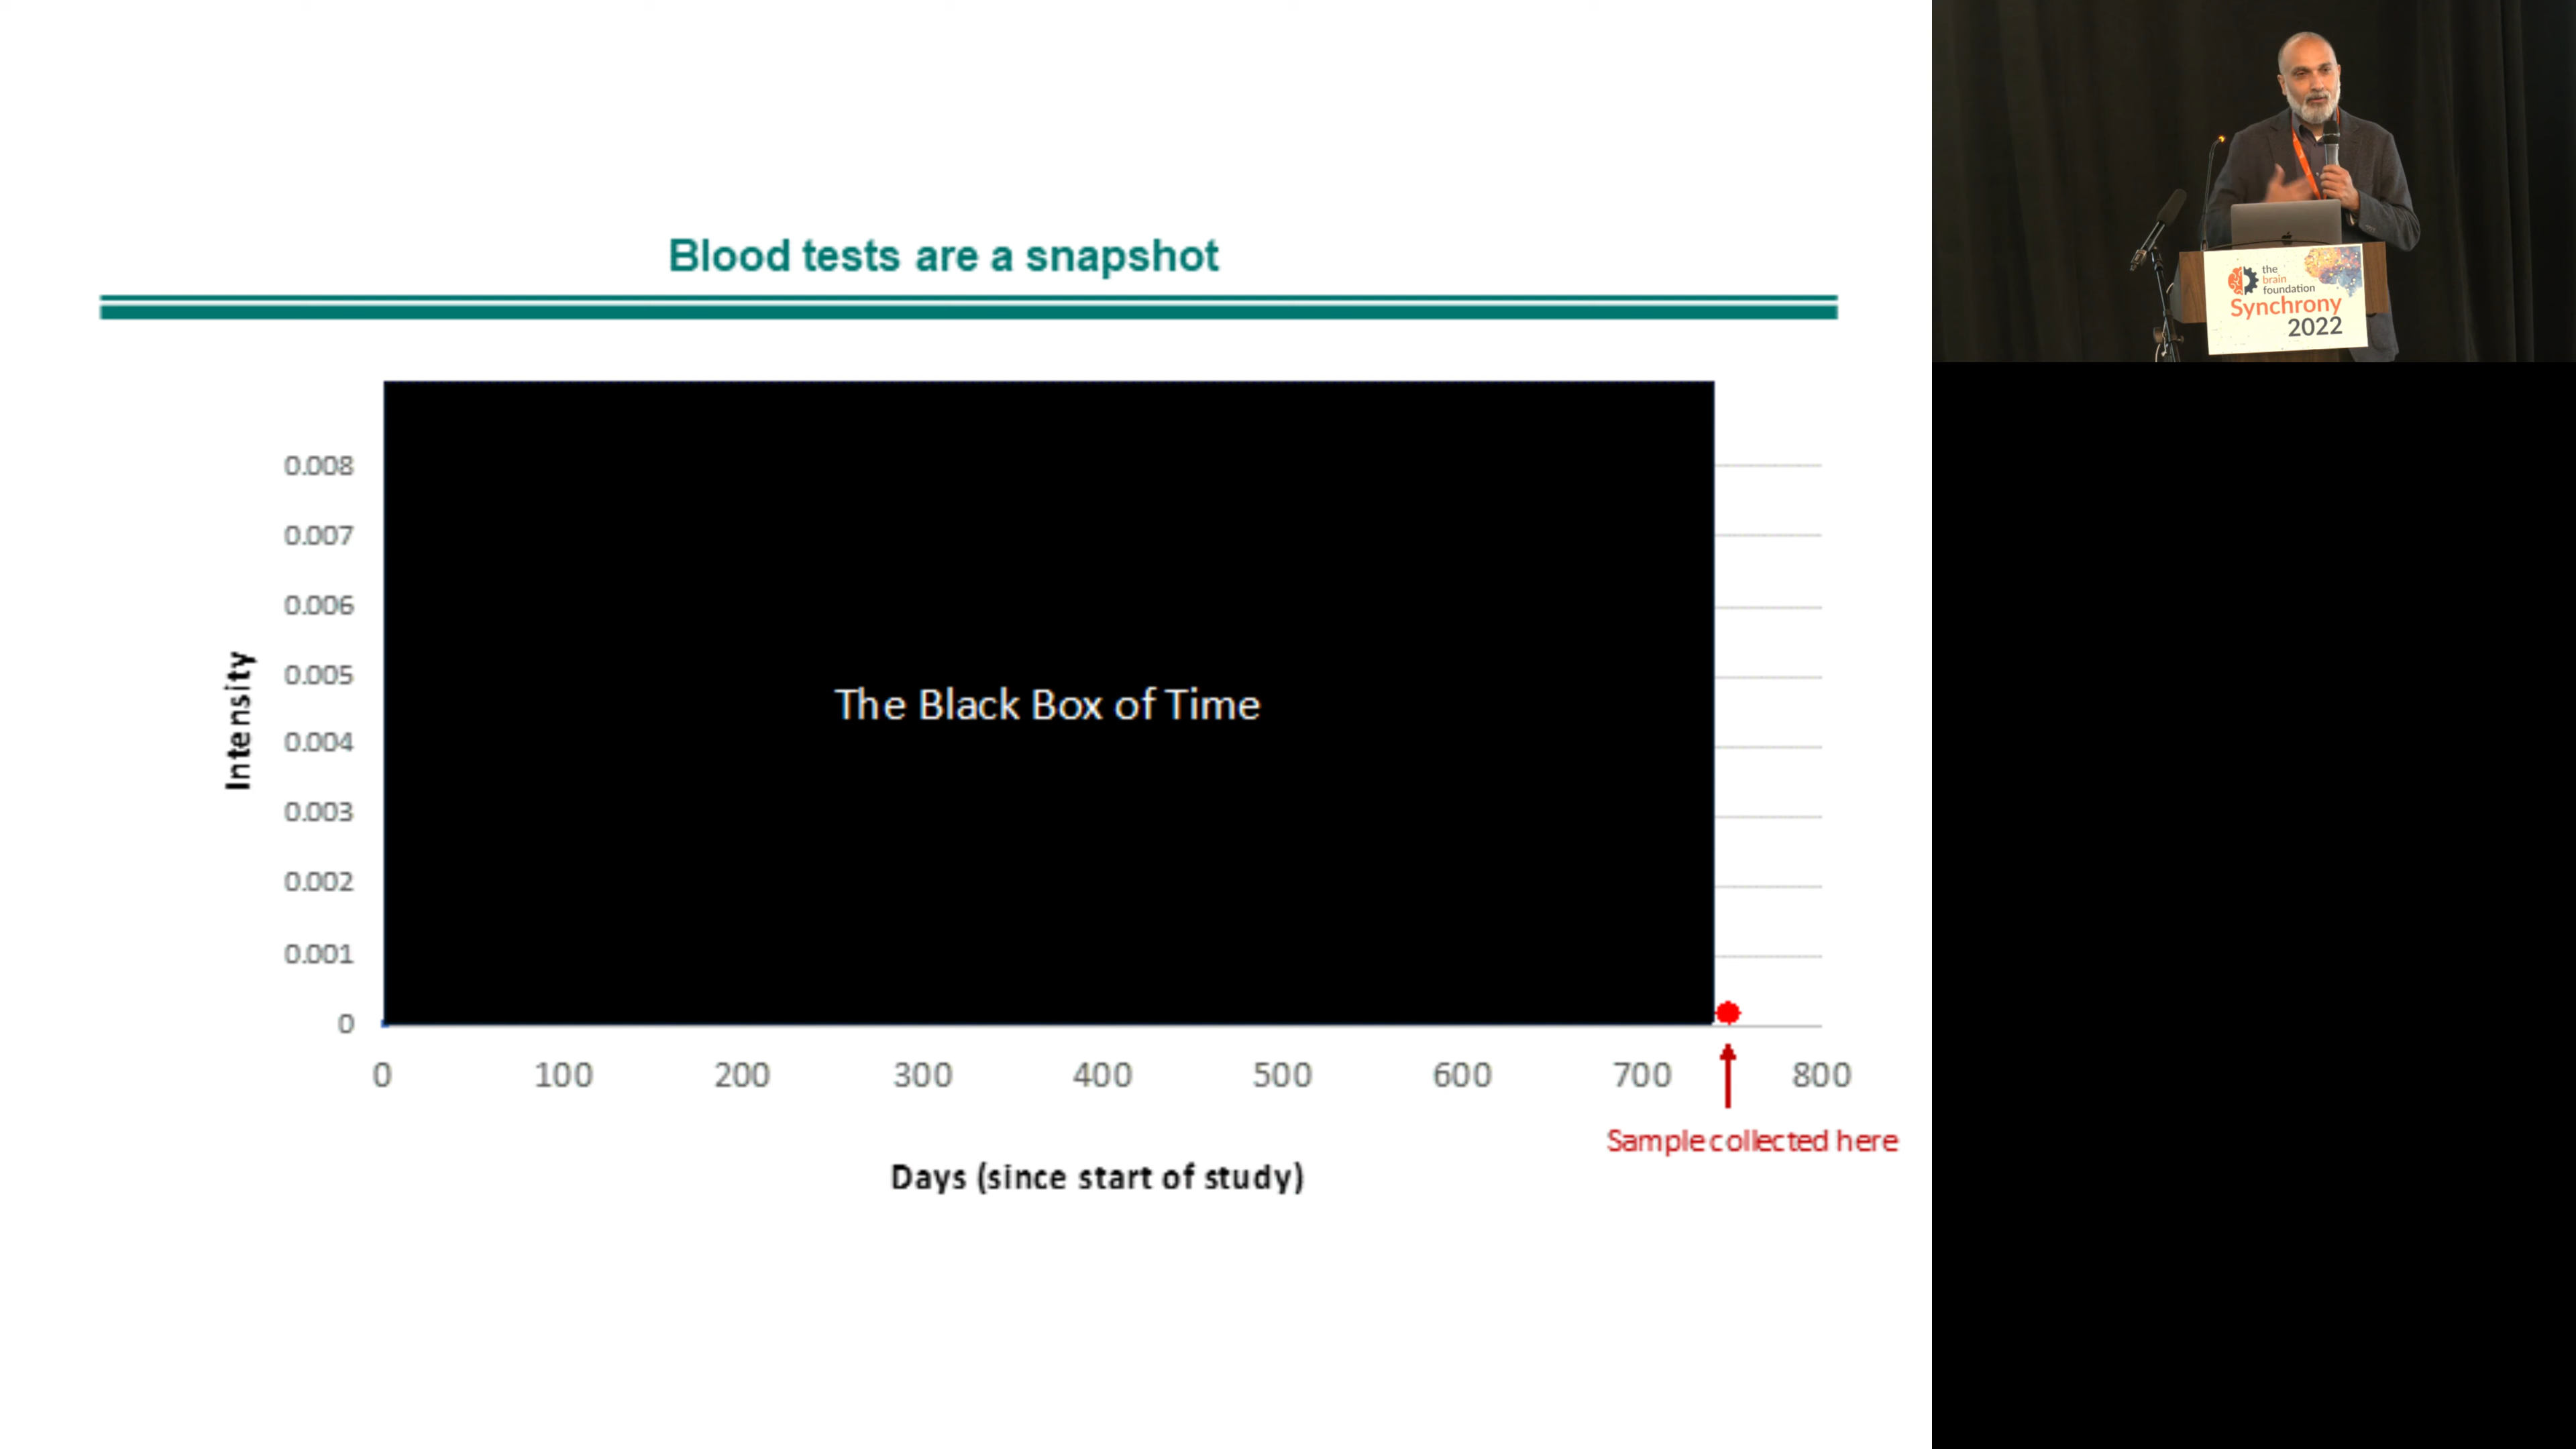 Blood tests are a snapshot
0.008
0.007
0.006
0.005
0.004
0.003
0.002
0.001
0
Intensity
The Black Box of Time
0 100 200 300 400 500 600 700 800
Sample collected here
Days (since start of study)
the
brain
foundation
Synchrony
2022